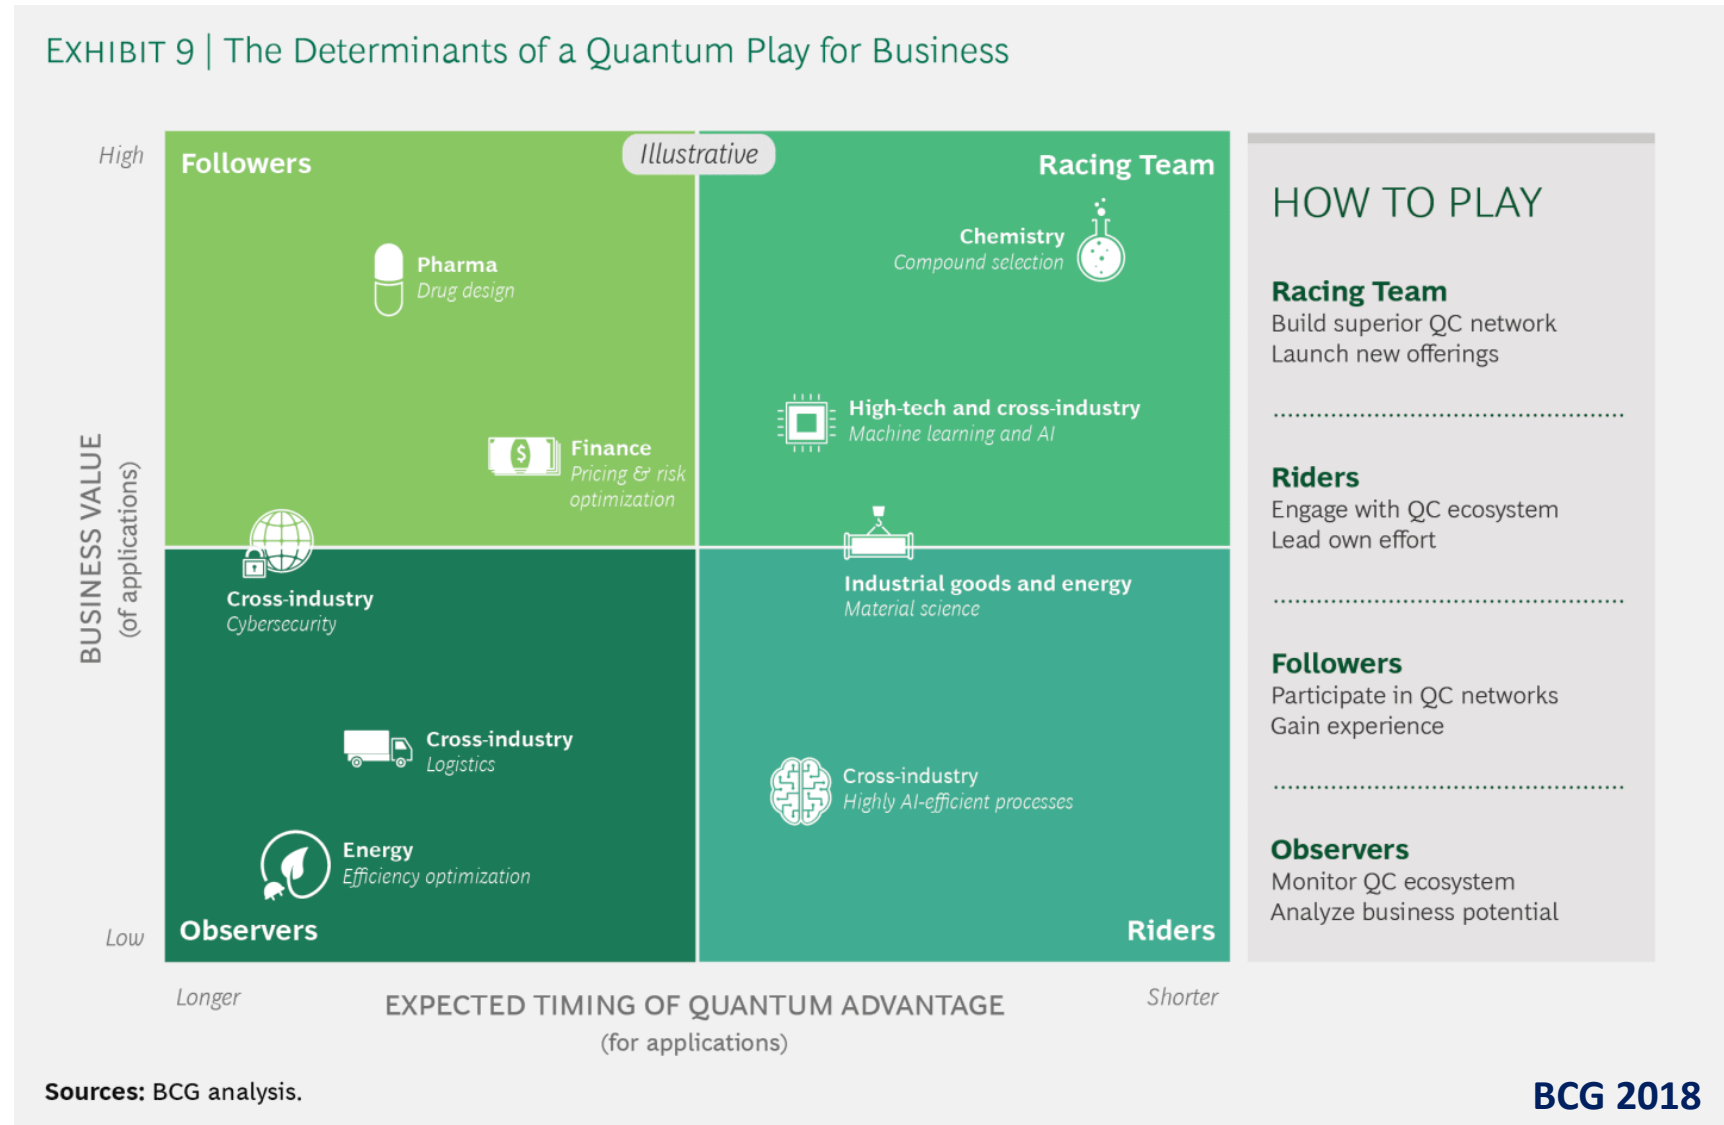 EXHIBIT 9 | The Determinants of a Quantum Play for Business
High
Followers
Illustrative
Racing Team
Pharma
Drug design
Chemistry
Compound selection
High-tech and cross-industry
Machine learning and AI
$
Finance
Pricing & risk
optimization
Industrial goods and energy
Material science
Cross-industry
Cybersecurity
Cross-industry
Logistics
Cross-industry
Highly AI-efficient processes
Energy
Efficiency optimization
Observers
Riders
Low
BUSINESS VALUE
(of applications)
Longer
EXPECTED TIMING OF QUANTUM ADVANTAGE
(for applications)
Shorter
HOW TO PLAY
Racing Team
Build superior QC network
Launch new offerings
Riders
Engage with QC ecosystem
Lead own effort
Followers
Participate in QC networks
Gain experience
Observers
Monitor QC ecosystem
Analyze business potential
Sources: BCG analysis.
BCG 2018